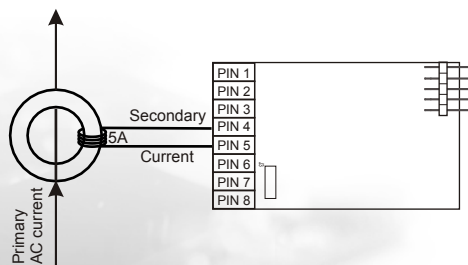 PIN 1
PIN 2
PIN 3
Secondary PIN 4
5A
Current PIN 5
PIN 6
PIN 7
PIN 8
Primary
AC current